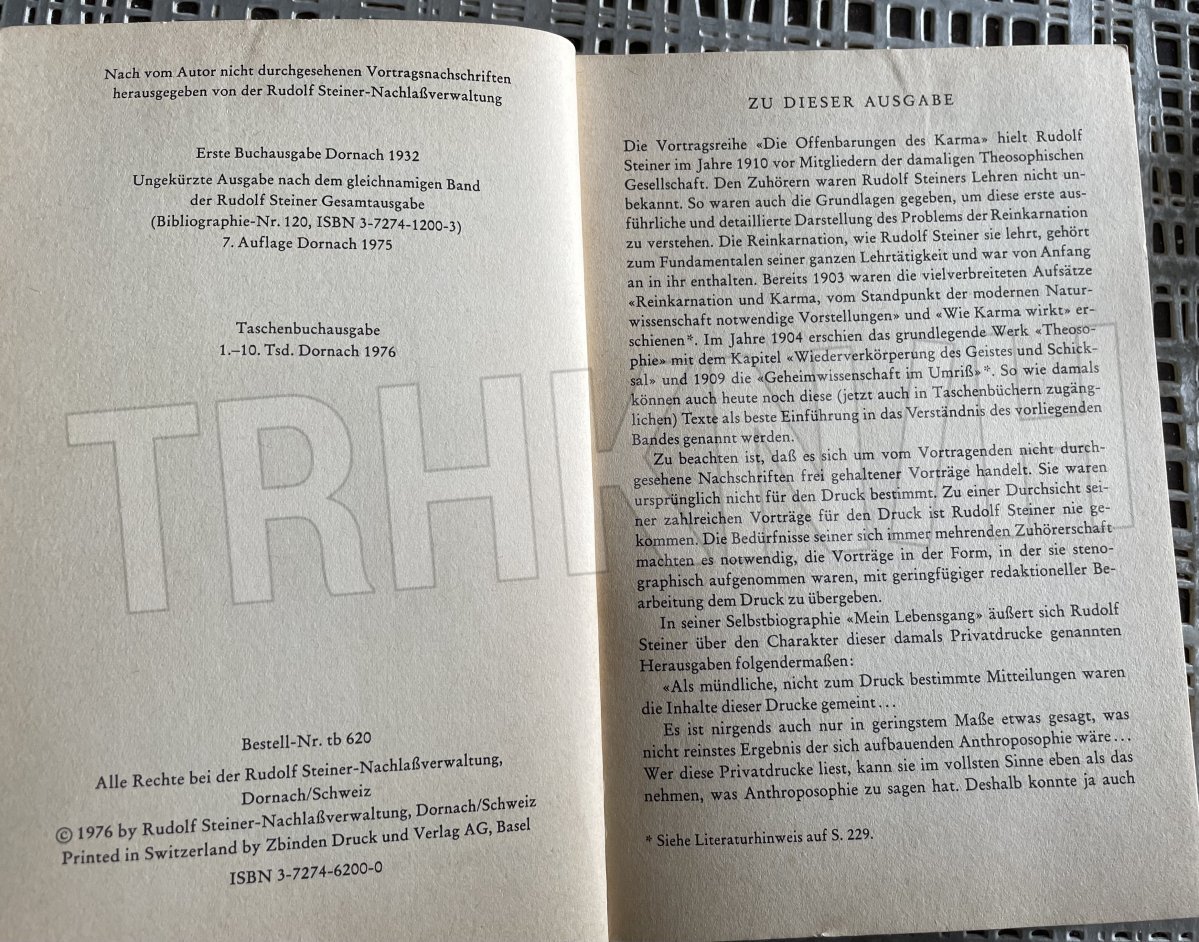 Nach vom Autor nicht durchgesehenen Vortragsnachschriften
herausgegeben von der Rudolf Steiner-Nachlaßverwaltung
Erste Buchausgabe Dornach 1932
Ungekürzte Ausgabe nach dem gleichnamigen Band
der Rudolf Steiner Gesamtausgabe
(Bibliographie-Nr. 120, ISBN 3-7274-1200-3)
7. Auflage Dornach 1975
Taschenbuchausgabe
1.–10. Tsd. Dornach 1976
Bestell-Nr. tb 620
Alle Rechte bei der Rudolf Steiner-Nachlaßverwaltung,
Dornach/Schweiz
© 1976 by Rudolf Steiner-Nachlaßverwaltung, Dornach/Schweiz
Printed in Switzerland by Zbinden Druck und Verlag AG, Basel
ISBN 3-7274-6200-0
ZU DIESER AUSGABE
Die Vortragsreihe «Die Offenbarungen des Karma» hielt Rudolf
Steiner im Jahre 1910 vor Mitgliedern der damaligen Theosophischen
Gesellschaft. Den Zuhörern waren Rudolf Steiners Lehren nicht un-
bekannt. So waren auch die Grundlagen gegeben, um diese erste aus-
führliche und detaillierte Darstellung des Problems der Reinkarnation
zu verstehen. Die Reinkarnation, wie Rudolf Steiner sie lehrt, gehört
zum Fundamentalen seiner ganzen Lehrtätigkeit und war von Anfang
an in ihr enthalten. Bereits 1903 waren die vielverbreiteten Aufsätze
«Reinkarnation und Karma, vom Standpunkt der modernen Natur-
wissenschaft notwendige Vorstellungen» und «Wie Karma wirkt» er-
schienen*. Im Jahre 1904 erschien das grundlegende Werk «Theoso-
phie» mit dem Kapitel «Wiederverkörperung des Geistes und Schick-
sal» und 1909 die «Geheimwissenschaft im Umriß»*. So wie damals
können auch heute noch diese (jetzt auch in Taschenbüchern zugäng-
lichen) Texte als beste Einführung in das Verständnis des vorliegenden
Bandes genannt werden.
Zu beachten ist, daß es sich um vom Vortragenden nicht durch-
gesehene Nachschriften frei gehaltener Vorträge handelt. Sie waren
ursprünglich nicht für den Druck bestimmt. Zu einer Durchsicht sei-
ner zahlreichen Vorträge für den Druck ist Rudolf Steiner nie ge-
kommen. Die Bedürfnisse seiner sich immer mehrenden Zuhörerschaft
machten es notwendig, die Vorträge in der Form, in der sie steno-
graphisch aufgenommen waren, mit geringfügiger redaktioneller Be-
arbeitung dem Druck zu übergeben.
In seiner Selbstbiographie «Mein Lebensgang» äußert sich Rudolf
Steiner über den Charakter dieser damals Privatdrucke genannten
Herausgaben folgendermaßen:
«Als mündliche, nicht zum Druck bestimmte Mitteilungen waren
die Inhalte dieser Drucke gemeint...
Es ist nirgends auch nur in geringstem Maße etwas gesagt, was
nicht reinstes Ergebnis der sich aufbauenden Anthroposophie wäre...
Wer diese Privatdrucke liest, kann sie im vollsten Sinne eben als das
nehmen, was Anthroposophie zu sagen hat. Deshalb konnte ja auch
* Siehe Literaturhinweis auf S. 229.